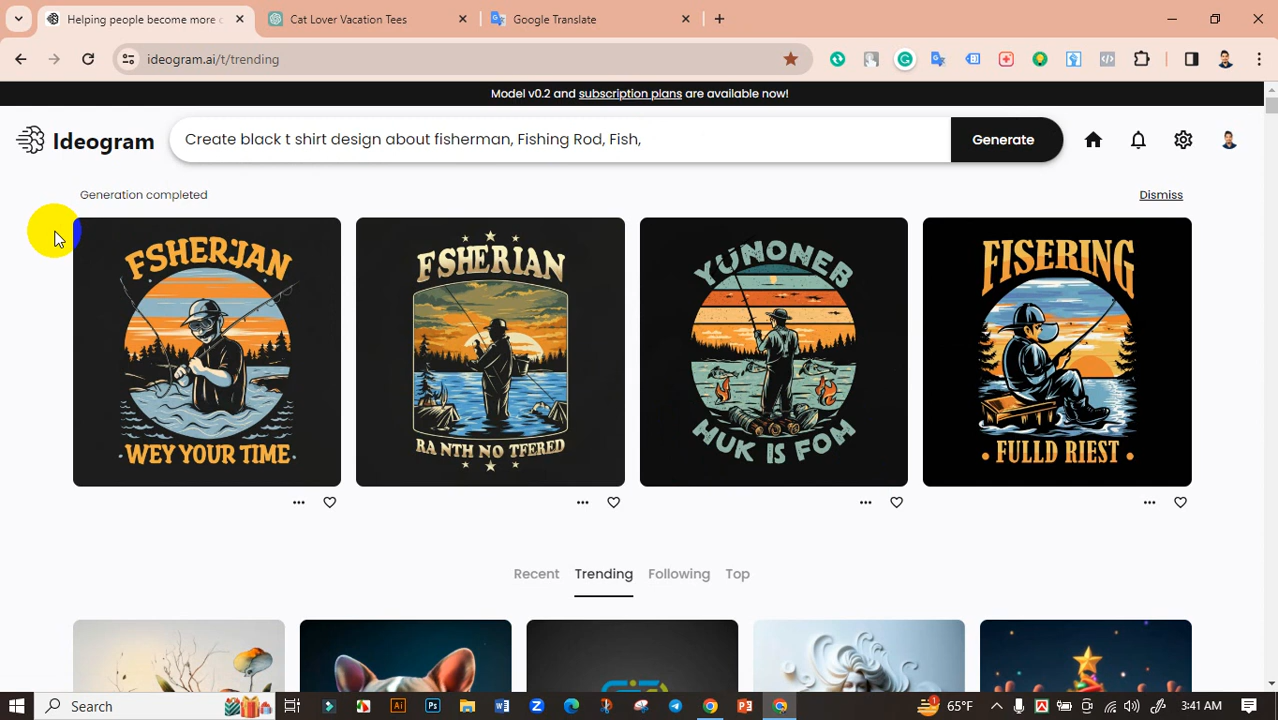 Helping people become more c
Cat Lover Vacation Tees
Google Translate
ideogram.ai/t/trending
Model v0.2 and subscription plans are available now!
Ideogram
Create black t shirt design about fisherman, Fishing Rod, Fish,
Generate
Generation completed
Dismiss
FSHERJAN
WEY YOUR TIME
FSHERIAN
RA NTH NO TFERED
YUNONEB
HUK IS FOM
FISERING
FULLD RIEST
Recent
Trending
Following
Top
Search
65°F
3:41 AM